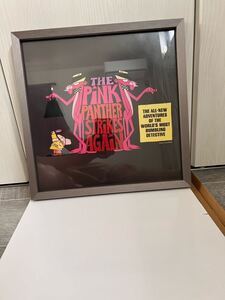 THE
PINK
PANTHER
STRIKES
AGAIN
THE ALL-NEW
ADVENTURES
OF THE
WORLD'S MOST
BUMBLING
DETECTIVE